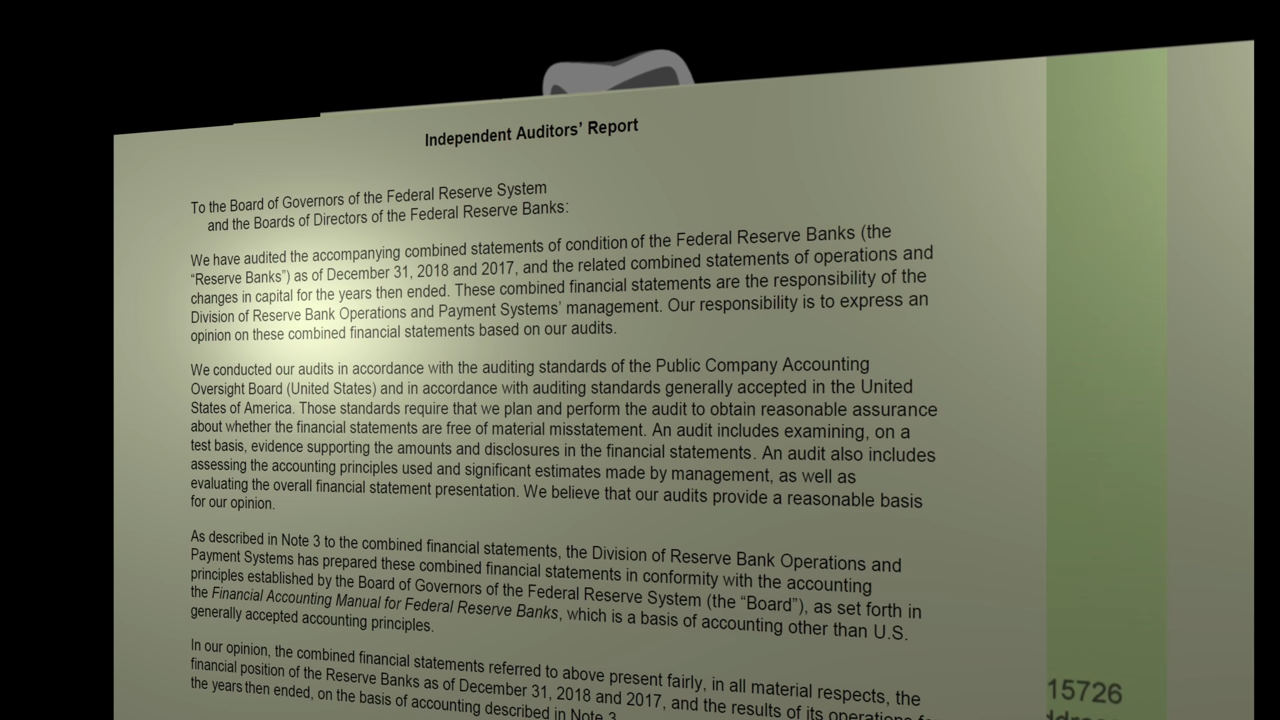 Independent Auditors’ Report
To the Board of Governors of the Federal Reserve System
and the Boards of Directors of the Federal Reserve Banks:
We have audited the accompanying combined statements of condition of the Federal Reserve Banks (the
“Reserve Banks”) as of December 31, 2018 and 2017, and the related combined statements of operations and
changes in capital for the years then ended. These combined financial statements are the responsibility of the
Division of Reserve Bank Operations and Payment Systems’ management. Our responsibility is to express an
opinion on these combined financial statements based on our audits.
We conducted our audits in accordance with the auditing standards of the Public Company Accounting
Oversight Board (United States) and in accordance with auditing standards generally accepted in the United
States of America. Those standards require that we plan and perform the audit to obtain reasonable assurance
about whether the financial statements are free of material misstatement. An audit includes examining, on a
test basis, evidence supporting the amounts and disclosures in the financial statements. An audit also includes
assessing the accounting principles used and significant estimates made by management, as well as
evaluating the overall financial statement presentation. We believe that our audits provide a reasonable basis
for our opinion.
As described in Note 3 to the combined financial statements, the Division of Reserve Bank Operations and
Payment Systems has prepared these combined financial statements in conformity with the accounting
principles established by the Board of Governors of the Federal Reserve System (the “Board”), as set forth in
the Financial Accounting Manual for Federal Reserve Banks, which is a basis of accounting other than U.S.
generally accepted accounting principles.
In our opinion, the combined financial statements referred to above present fairly, in all material respects, the
financial position of the Reserve Banks as of December 31, 2018 and 2017, and the results of its operations
the years then ended, on the basis of accounting described in Note 3.
15726